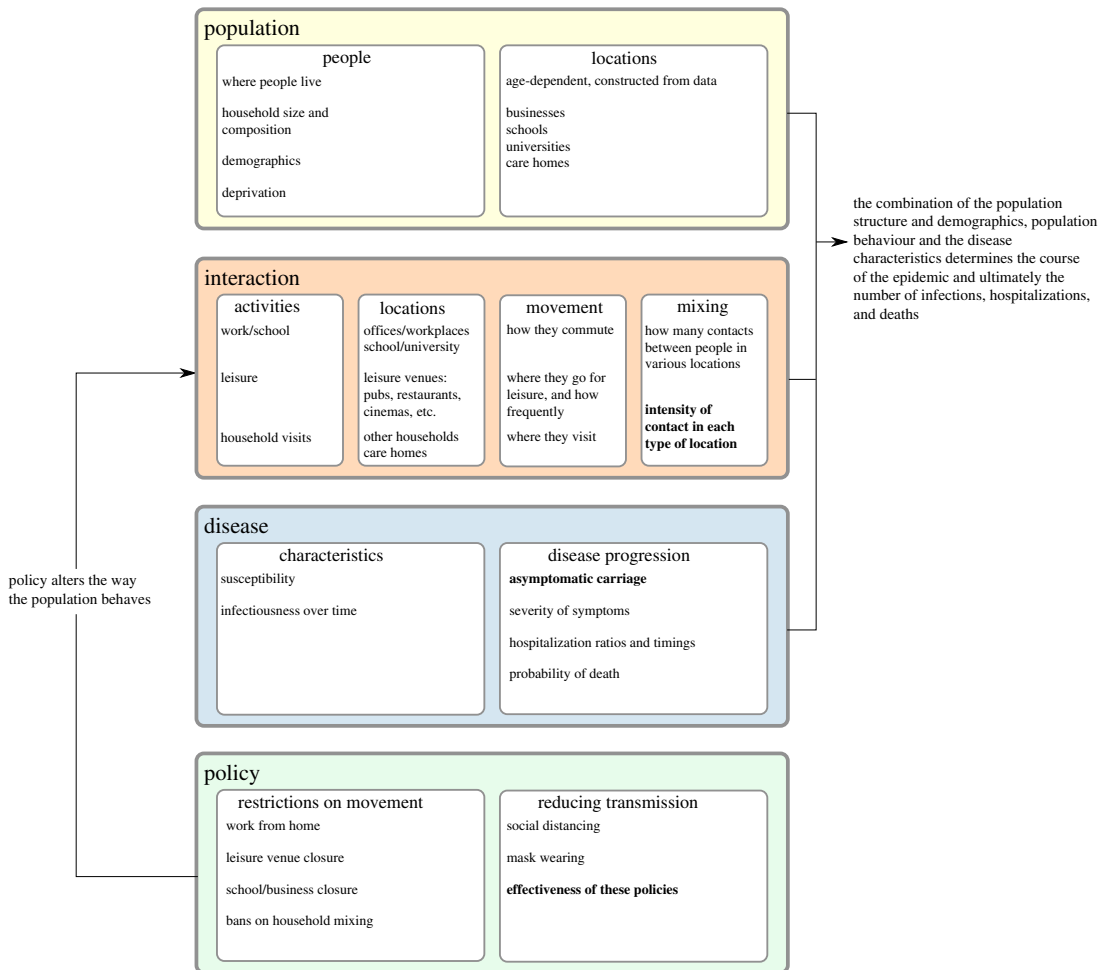 population
people
where people live
household size and
composition
demographics
deprivation
locations
age-dependent, constructed from data
businesses
schools
universities
care homes
the combination of the population
structure and demographics, population
behaviour and the disease
characteristics determines the course
of the epidemic and ultimately the
number of infections, hospitalizations,
and deaths
interaction
activities
work/school
leisure
household visits
locations
offices/workplaces
school/university
leisure venues:
pubs, restaurants,
cinemas, etc.
other households
care homes
movement
how they commute
where they go for
leisure, and how
frequently
where they visit
mixing
how many contacts
between people in
various locations
intensity of
contact in each
type of location
disease
characteristics
susceptibility
infectiousness over time
disease progression
asymptomatic carriage
severity of symptoms
hospitalization ratios and timings
probability of death
policy alters the way
the population behaves
policy
restrictions on movement
work from home
leisure venue closure
school/business closure
bans on household mixing
reducing transmission
social distancing
mask wearing
effectiveness of these policies